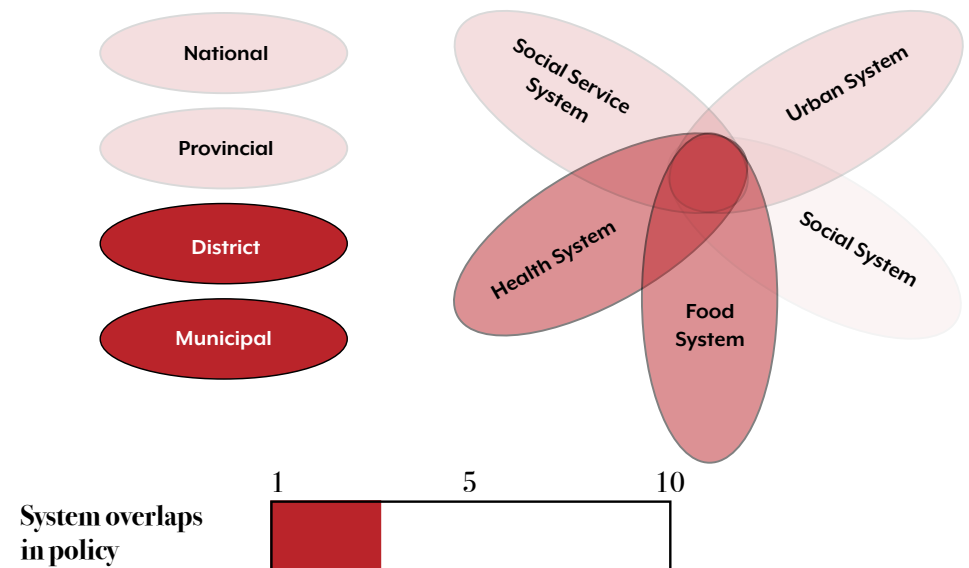 National
Provincial
District
Municipal
Social Service
System
Urban System
Health System
Social System
Food
System
1 5 10
System overlaps
in policy